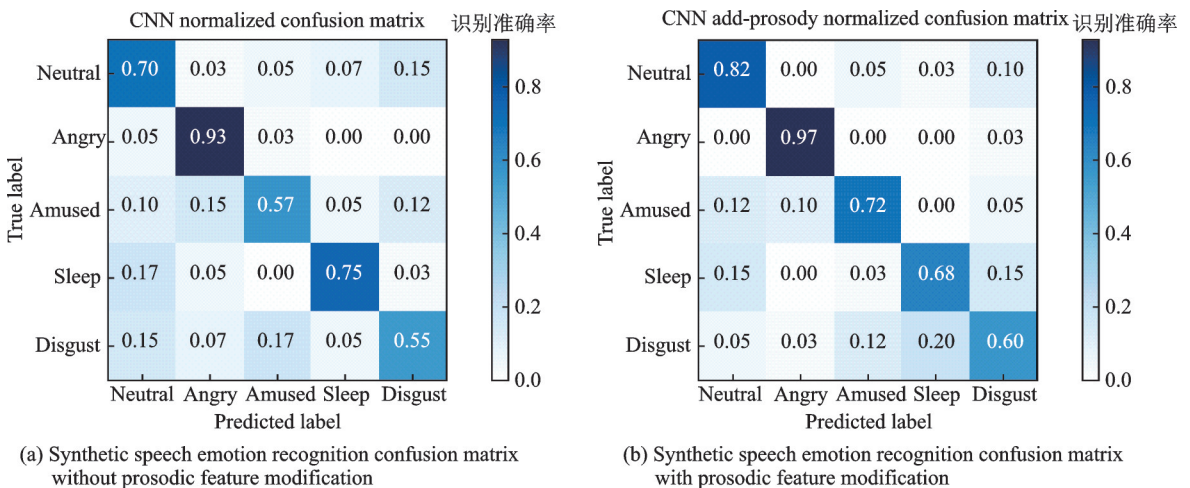 CNN normalized confusion matrix
识别准确率
Neutral 0.70 0.03 0.05 0.07 0.15
Angry 0.05 0.93 0.03 0.00 0.00
Amused 0.10 0.15 0.57 0.05 0.12
Sleep 0.17 0.05 0.00 0.75 0.03
Disgust 0.15 0.07 0.17 0.05 0.55
True label
Neutral Angry Amused Sleep Disgust
Predicted label
0.8
0.6
0.4
0.2
0.0
(a) Synthetic speech emotion recognition confusion matrix
without prosodic feature modification
CNN add-prosody normalized confusion matrix
识别准确率
Neutral 0.82 0.00 0.05 0.03 0.10
Angry 0.00 0.97 0.00 0.00 0.03
Amused 0.12 0.10 0.72 0.00 0.05
Sleep 0.15 0.00 0.03 0.68 0.15
Disgust 0.05 0.03 0.12 0.20 0.60
True label
Neutral Angry Amused Sleep Disgust
Predicted label
0.8
0.6
0.4
0.2
0.0
(b) Synthetic speech emotion recognition confusion matrix
with prosodic feature modification